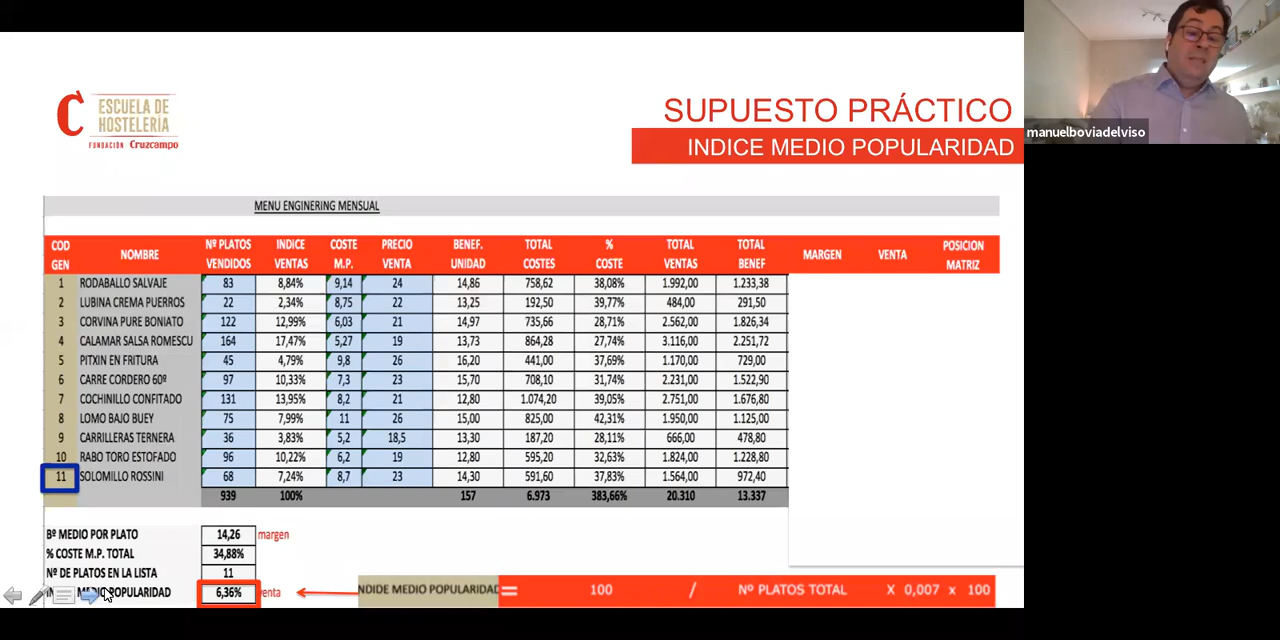 ESCUELA DE
HOSTELERÍA
FUNDACIÓN Cruzcampo
SUPUESTO PRÁCTICO
INDICE MEDIO POPULARIDAD
manuelboviadelviso
MENU ENGINERING MENSUAL
COD GEN NOMBRE Nº PLATOS VENDIDOS INDICE VENTAS COSTE M.P. PRECIO VENTA BENEF. UNIDAD TOTAL COSTES % COSTE TOTAL VENTAS TOTAL BENEF MARGEN VENTA POSICION MATRIZ
1 RODABALLO SALVAJE 83 8,84% 9,14 24 14,86 758,62 38,08% 1.992,00 1.233,38
2 LUBINA CREMA PUERROS 22 2,34% 8,75 22 13,25 192,50 39,77% 484,00 291,50
3 CORVINA PURE BONIATO 122 12,99% 6,03 21 14,97 735,66 28,71% 2.562,00 1.826,34
4 CALAMAR SALSA ROMESCU 164 17,47% 5,27 19 13,73 864,28 27,74% 3.116,00 2.251,72
5 PITXIN EN FRITURA 45 4,79% 9,8 26 16,20 441,00 37,69% 1.170,00 729,00
6 CARRE CORDERO 60º 97 10,33% 7,3 23 15,70 708,10 31,74% 2.231,00 1.522,90
7 COCHINILLO CONFITADO 131 13,95% 8,2 21 12,80 1.074,20 39,05% 2.751,00 1.676,80
8 LOMO BAJO BUEY 75 7,99% 11 26 15,00 825,00 42,31% 1.950,00 1.125,00
9 CARRILLERAS TERNERA 36 3,83% 5,2 18,5 13,30 187,20 28,11% 666,00 478,80
10 RABO TORO ESTOFADO 96 10,22% 6,2 19 12,80 595,20 32,63% 1.824,00 1.228,80
11 SOLOMILLO ROSSINI 68 7,24% 8,7 23 14,30 591,60 37,83% 1.564,00 972,40
939 100% 157 6.973 383,66% 20.310 13.337
Bº MEDIO POR PLATO 14,26 margen
% COSTE M.P. TOTAL 34,88%
Nº DE PLATOS EN LA LISTA 11
POPULARIDAD 6,36% venta
NDIDE MEDIO POPULARIDAD = 100 / Nº PLATOS TOTAL X 0,007 x 100